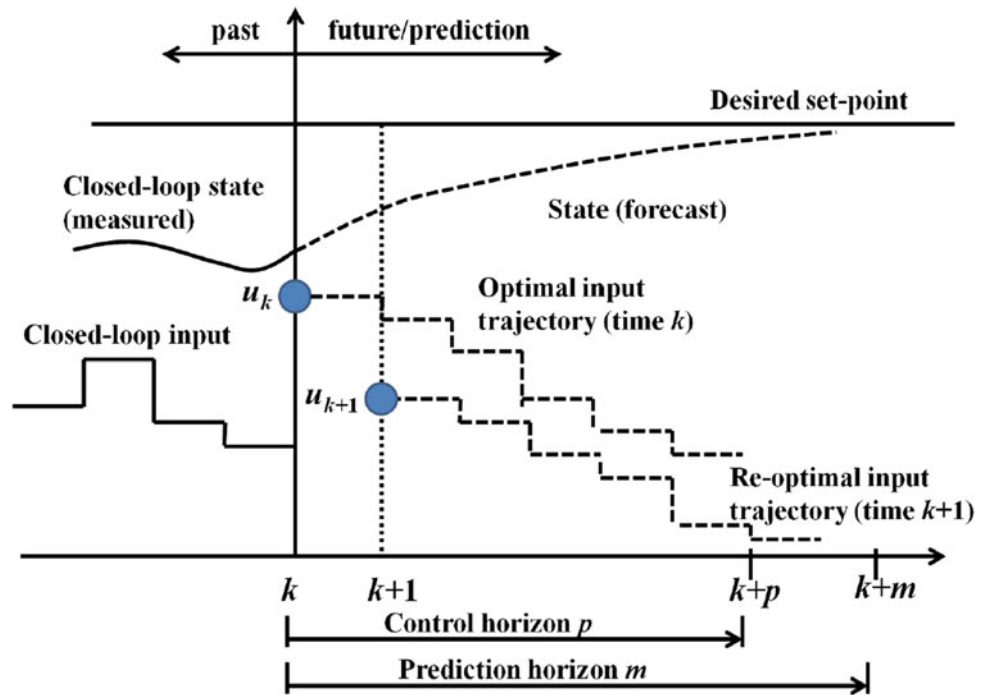 past
future/prediction
Desired set-point
Closed-loop state
(measured)
State (forecast)
u_k
Optimal input
trajectory (time k)
Closed-loop input
u_{k+1}
Re-optimal input
trajectory (time k+1)
k
k+1
k+p
k+m
Control horizon p
Prediction horizon m